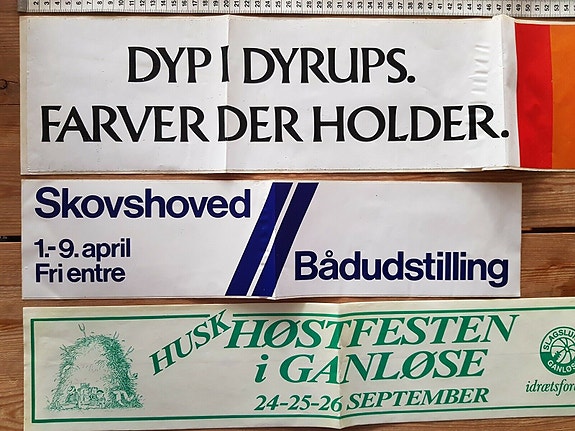 DYP I DYRUPS.
FARVER DER HOLDER.
Skovshoved
1.-9. april
Fri entre
Bådudstilling
HUSK HØSTFESTEN
i GANLØSE
24-25-26 SEPTEMBER
GANLØSE